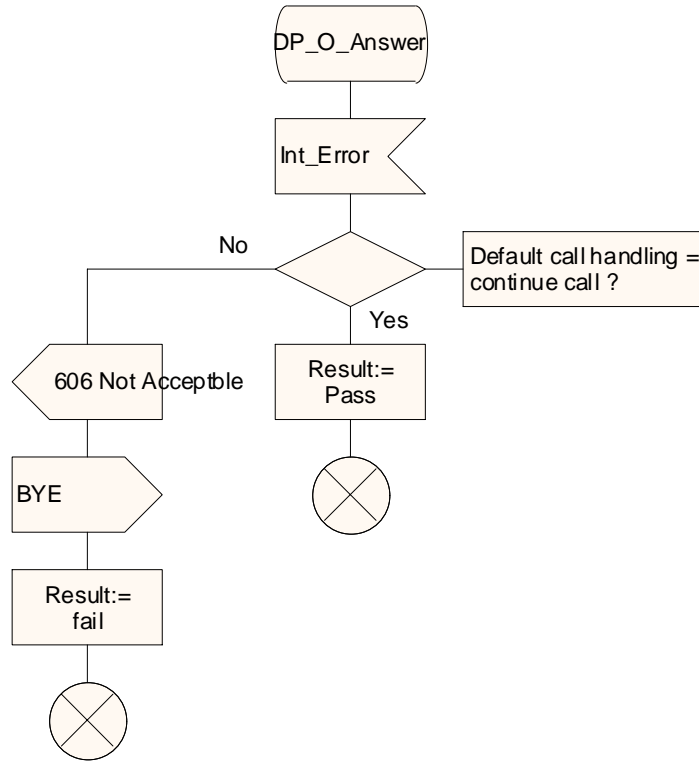 DP_O_Answer
Int_Error
No
Default call handling =
continue call ?
Yes
606 Not Acceptble
Result:=
Pass
BYE
Result:=
fail